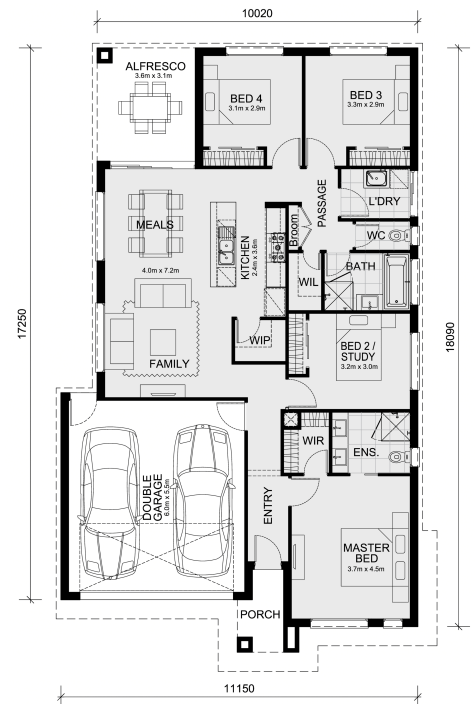 10020
ALFRESCO
3.6m x 3.1m
BED 4
3.1m x 2.9m
BED 3
3.3m x 2.9m
PASSAGE
L'DRY
MEALS
Broom
WC
KITCHEN
2.4m x 3.6m
BATH
4.0m x 7.2m
WIL
17250
18090
WIP
BED 2 /
STUDY
3.2m x 3.0m
FAMILY
WIR
ENS.
DOUBLE
GARAGE
6.0m x 5.5m
ENTRY
MASTER
BED
3.7m x 4.5m
PORCH
11150